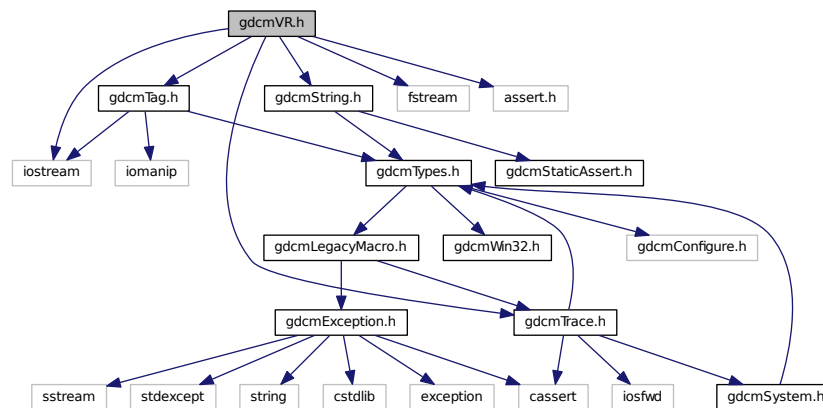 gdcmVR.h
gdcmTag.h
gdcmString.h
fstream
assert.h
iostream
iomanip
gdcmTypes.h
gdcmStaticAssert.h
gdcmLegacyMacro.h
gdcmWin32.h
gdcmConfigure.h
gdcmException.h
gdcmTrace.h
sstream
stdexcept
string
cstdlib
exception
cassert
iosfwd
gdcmSystem.h